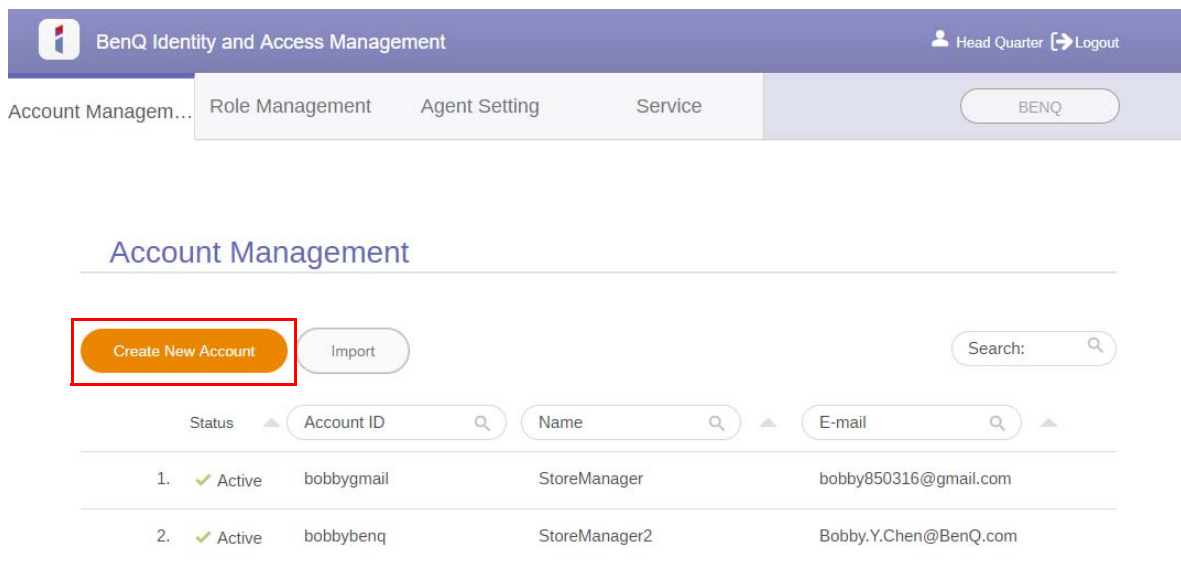 BenQ Identity and Access Management
Head Quarter Logout
Account Managem... Role Management Agent Setting Service BENQ
Account Management
Create New Account Import Search:
Status Account ID Name E-mail
1. Active bobbygmail StoreManager bobby850316@gmail.com
2. Active bobbybenq StoreManager2 Bobby.Y.Chen@BenQ.com